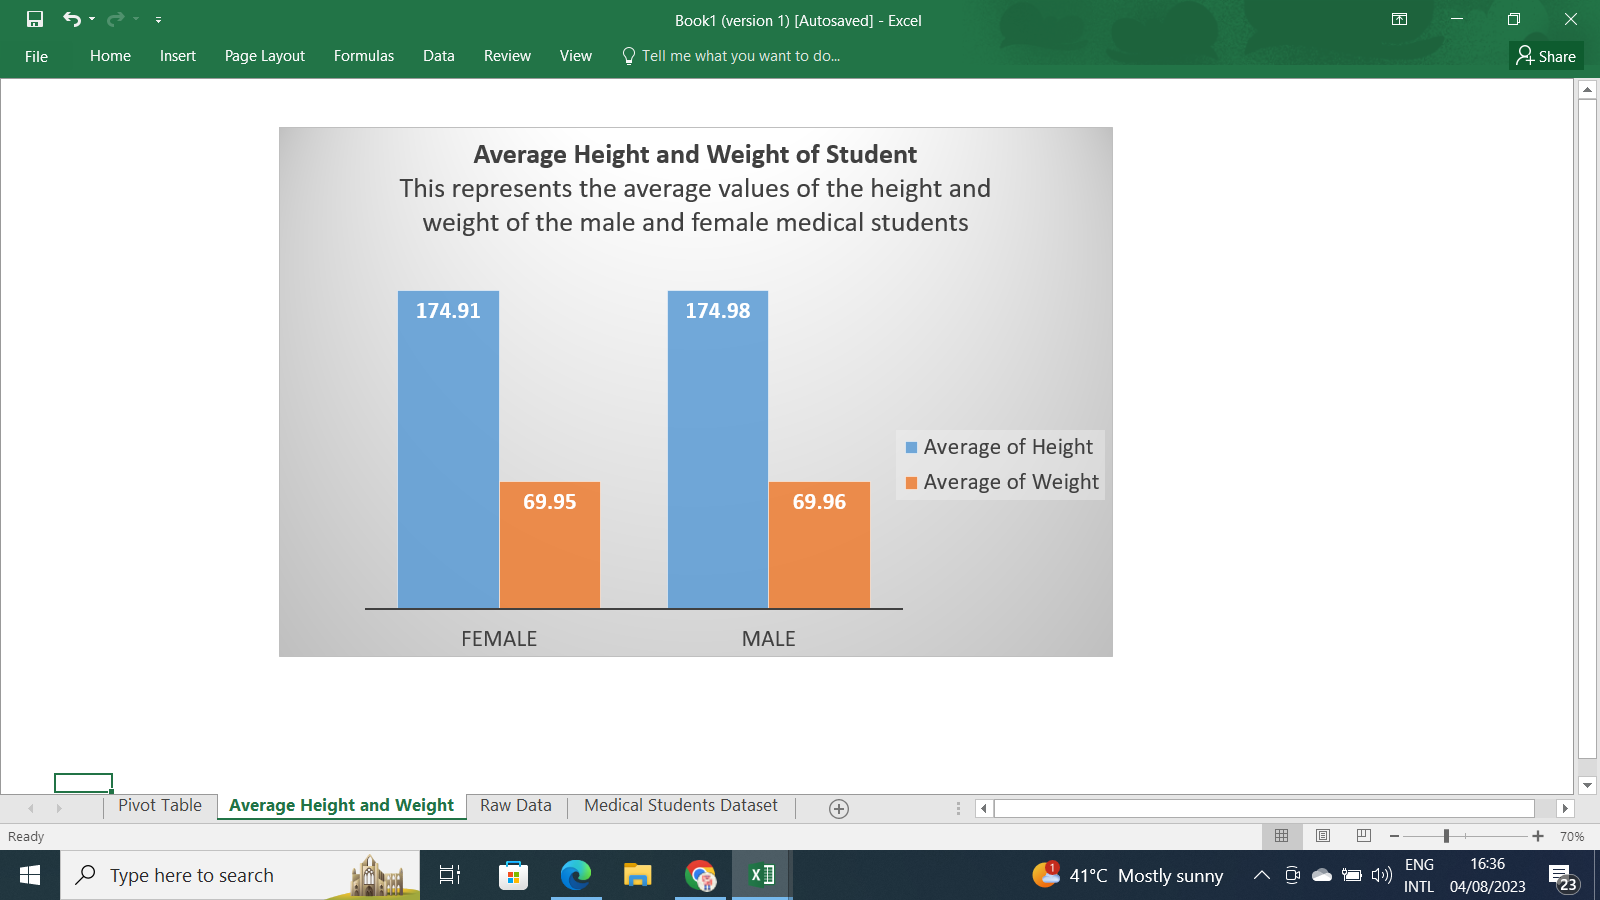 Book1 (version 1) [Autosaved] - Excel
File Home Insert Page Layout Formulas Data Review View Tell me what you want to do... Share
Average Height and Weight of Student
This represents the average values of the height and
weight of the male and female medical students
174.91 174.98
Average of Height
Average of Weight
69.95 69.96
FEMALE MALE
Pivot Table Average Height and Weight Raw Data Medical Students Dataset
Ready 70%
Type here to search
1
41°C Mostly sunny
ENG
INTL
16:36
04/08/2023
23